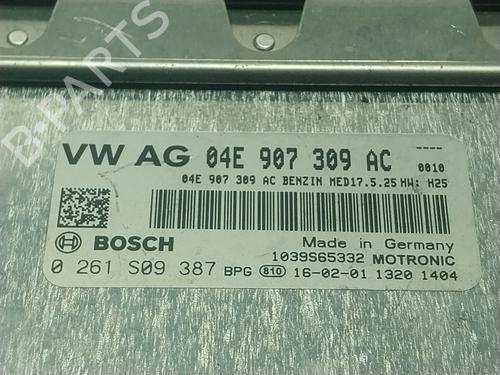 B-PARTS
VW AG 04E 907 309 AC ----
0010
04E 907 309 AC BENZIN MED17.5.25 HW: H25
BOSCH
Made in Germany
1039S65332 MOTRONIC
0 261 S09 387 BPG 810 16-02-01 1320 1404